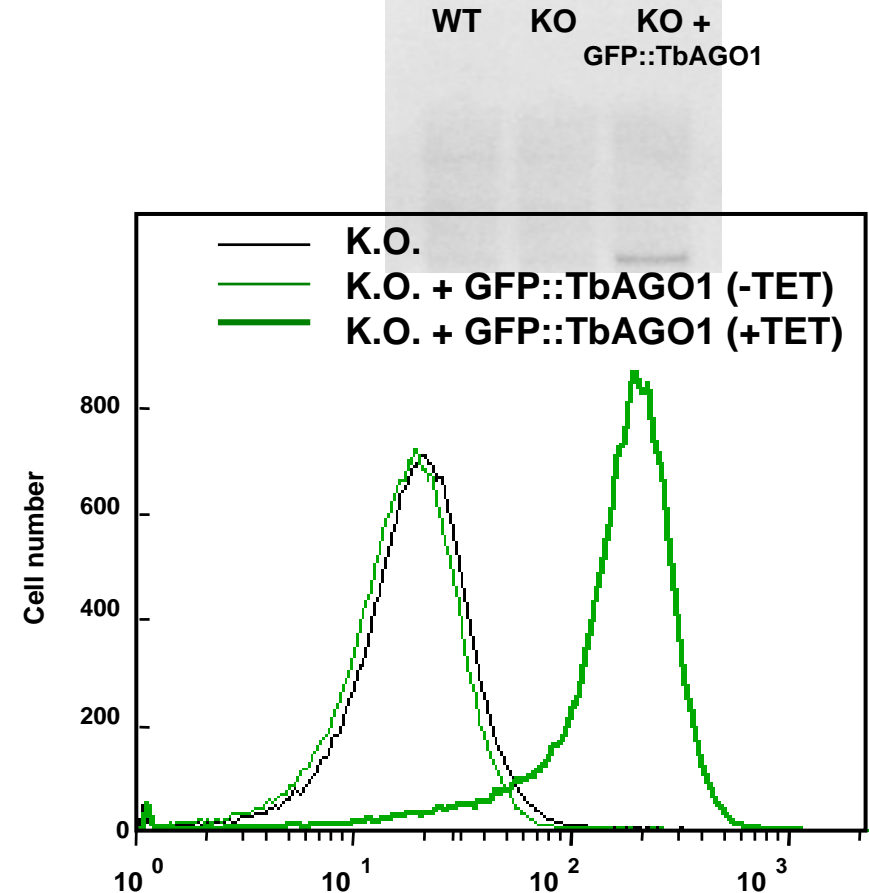 WT KO KO +
GFP::TbAGO1
K.O.
K.O. + GFP::TbAGO1 (-TET)
K.O. + GFP::TbAGO1 (+TET)
800
600
400
200
0
Cell number
10 0 10 1 10 2 10 3